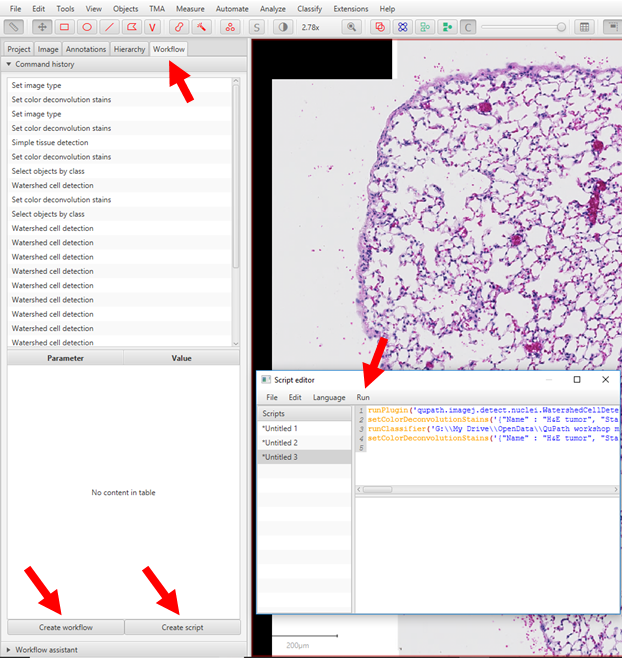 File Edit Tools View Objects TMA Measure Automate Analyze Classify Extensions Help
V S 2.78x C
Project Image Annotations Hierarchy Workflow
Command history
Set image type
Set color deconvolution stains
Set image type
Set color deconvolution stains
Simple tissue detection
Set color deconvolution stains
Select objects by class
Watershed cell detection
Set color deconvolution stains
Select objects by class
Watershed cell detection
Watershed cell detection
Watershed cell detection
Watershed cell detection
Watershed cell detection
Watershed cell detection
Watershed cell detection
Watershed cell detection
Watershed cell detection
Parameter Value
No content in table
Create workflow Create script
Workflow assistant
Script editor
File Edit Language Run
Scripts
*Untitled 1
*Untitled 2
*Untitled 3
1 runPlugin('qupath.imagej.detect.nuclei.WatershedCellDete
2 setColorDeconvolutionStains('{"Name" : "H&E tumor", "Sta
3 runClassifier('G:\\My Drive\\OpenData\\QuPath workshop m
4 setColorDeconvolutionStains('{"Name" : "H&E tumor", "Sta
5
200µm